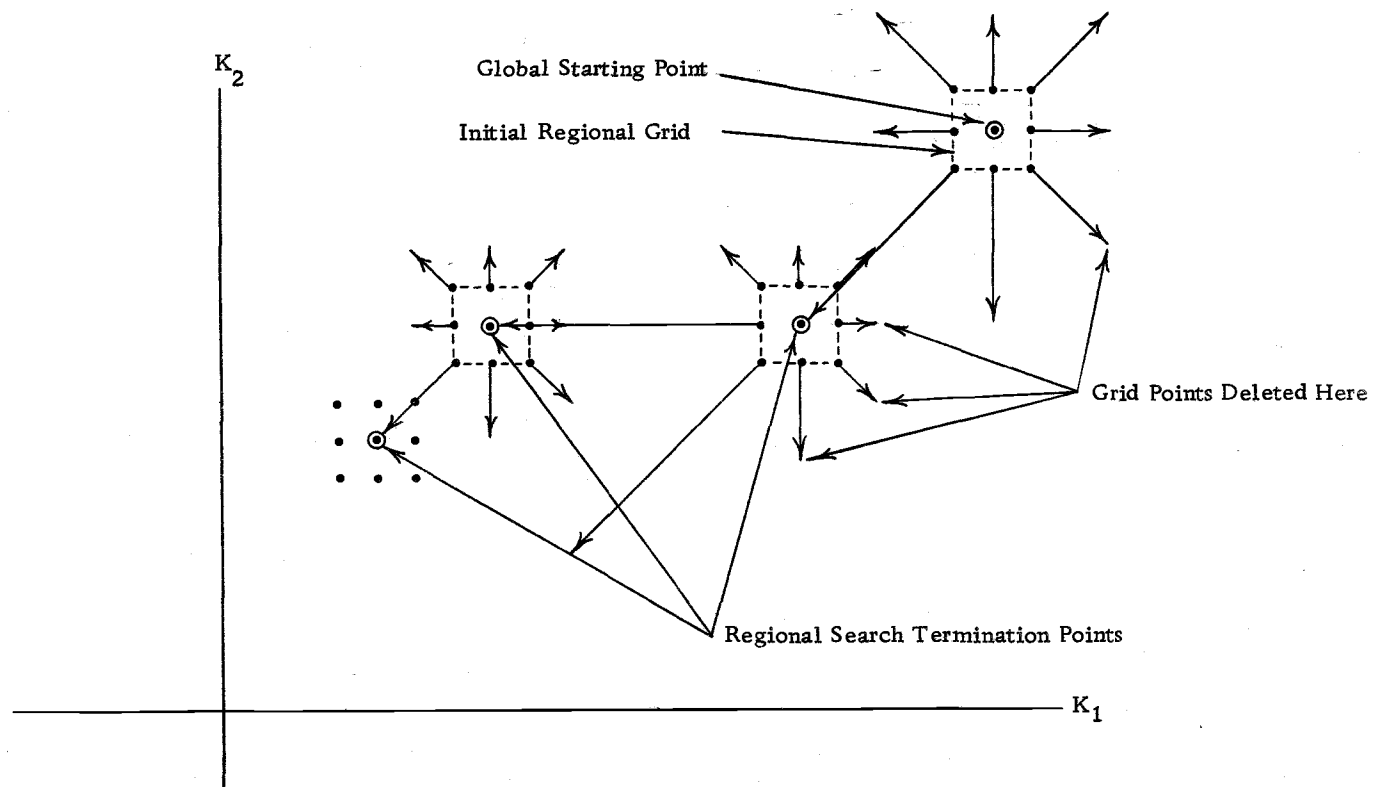 K2
Global Starting Point
Initial Regional Grid
Grid Points Deleted Here
Regional Search Termination Points
K1